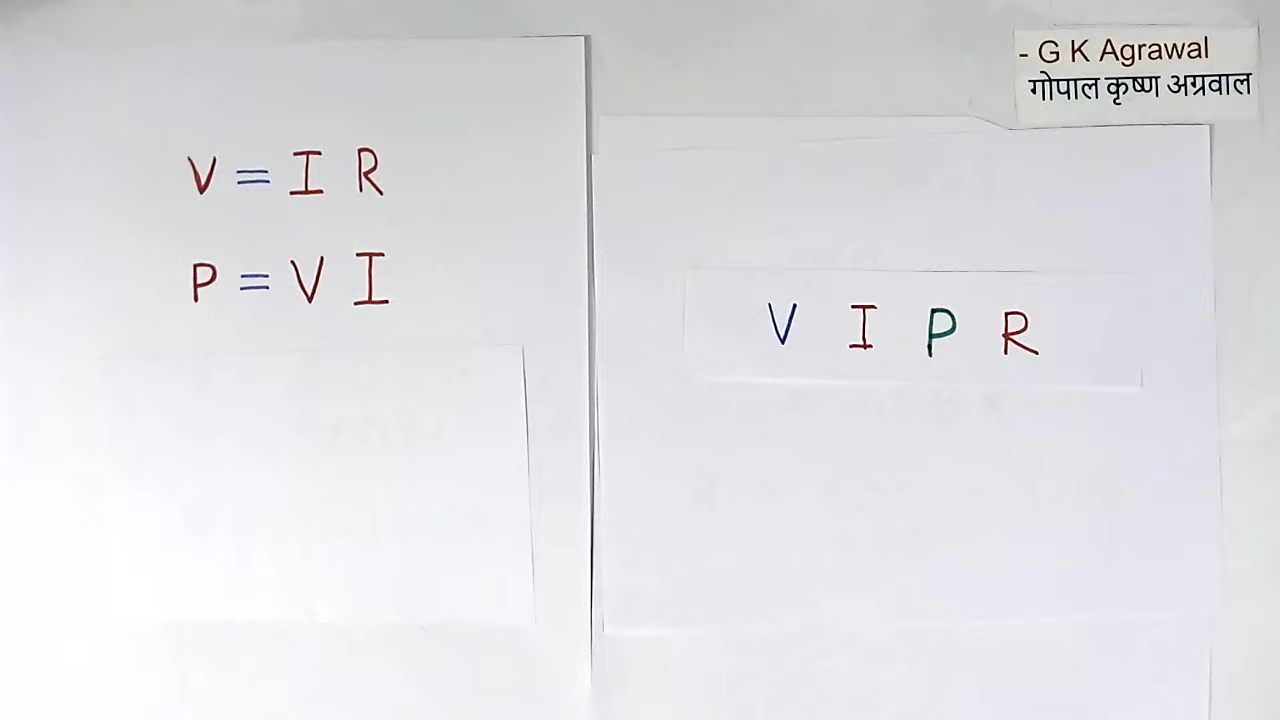 - G K Agrawal
गोपाल कृष्ण अग्रवाल
V = I R
P = V I
V I P R